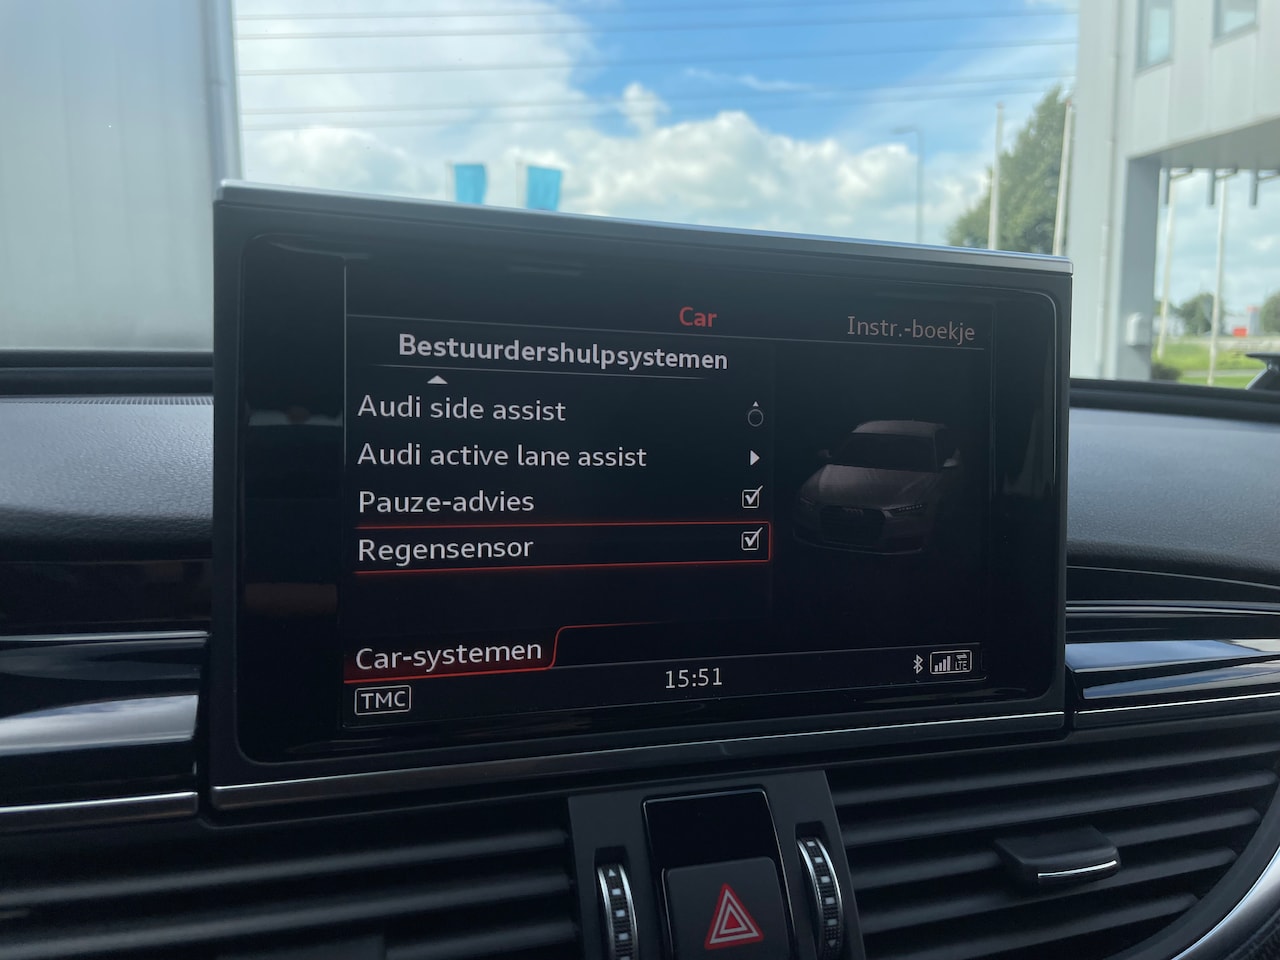 Car
Instr.-boekje
Bestuurdershulpsystemen
Audi side assist
Audi active lane assist
Pauze-advies
Regensensor
Car-systemen
TMC
15:51
LTE